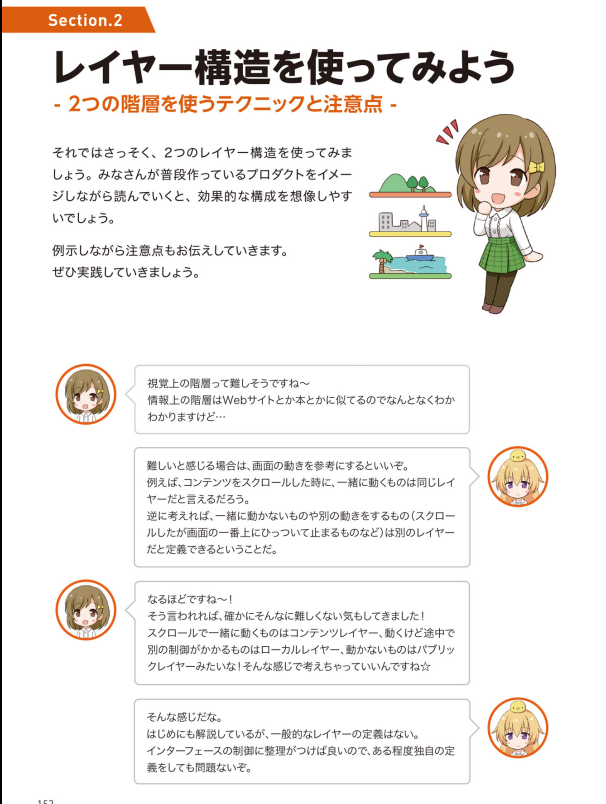 Section.2
レイヤー構造を使ってみよう
- 2つの階層を使うテクニックと注意点 -
それではさっそく、2つのレイヤー構造を使ってみま
しょう。みなさんが普段作っているプロダクトをイメー
ジしながら読んでいくと、効果的な構成を想像しやす
いでしょう。
例示しながら注意点もお伝えしていきます。
ぜひ実践していきましょう。
視覚上の階層って難しそうですね〜
情報上の階層はWebサイトとか本とかに似てるのでなんとなくわか
わかりますけど…
難しいと感じる場合は、画面の動きを参考にするといいぞ。
例えば、コンテンツをスクロールした時に、一緒に動くものは同じレイ
ヤーだと言えるだろう。
逆に考えれば、一緒に動かないものや別の動きをするもの（スクロー
ルしたが画面の一番上にひっついて止まるものなど）は別のレイヤー
だと定義できるということだ。
なるほどですね〜！
そう言われれば、確かにそんなに難しくない気もしてきました！
スクロールで一緒に動くものはコンテンツレイヤー、動くけど途中で
別の制御がかかるものはローカルレイヤー、動かないものはパブリッ
クレイヤーみたいな！そんな感じで考えちゃっていいんですね☆
そんな感じだな。
はじめにも解説しているが、一般的なレイヤーの定義はない。
インターフェースの制御に整理がつけば良いので、ある程度独自の定
義をしても問題ないぞ。
152